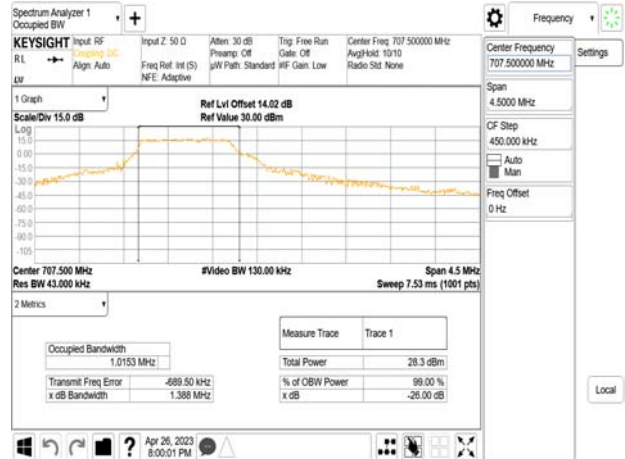 Spectrum Analyzer 1
Occupied BW
Frequency
KEYSIGHT
Input: RF
Input Z: 50 Ω
Atten: 30 dB
Trig: Free Run
Center Freq: 707.500000 MHz
RL
Coupling: DC
Preamp: Off
Gate: Off
Avg|Hold: 10/10
Align: Auto
Freq Ref: Int (S)
µW Path: Standard
#IF Gain: Low
Radio Std: None
NFE: Adaptive
Center Frequency
707.500000 MHz
Settings
Span
4.5000 MHz
CF Step
450.000 kHz
Auto
Man
Freq Offset
0 Hz
Local
1 Graph
Ref Lvl Offset 14.02 dB
Scale/Div 15.0 dB
Ref Value 30.00 dBm
Log
15.0
0.00
-15.0
-30.0
-45.0
-60.0
-75.0
-90.0
-105
Center 707.500 MHz
#Video BW 130.00 kHz
Span 4.5 MHz
Res BW 43.000 kHz
Sweep 7.53 ms (1001 pts)
2 Metrics
Measure Trace
Trace 1
Occupied Bandwidth
1.0153 MHz
Total Power
28.3 dBm
Transmit Freq Error
-689.50 kHz
% of OBW Power
99.00 %
x dB Bandwidth
1.388 MHz
x dB
-26.00 dB
?
Apr 26, 2023
8:00:01 PM